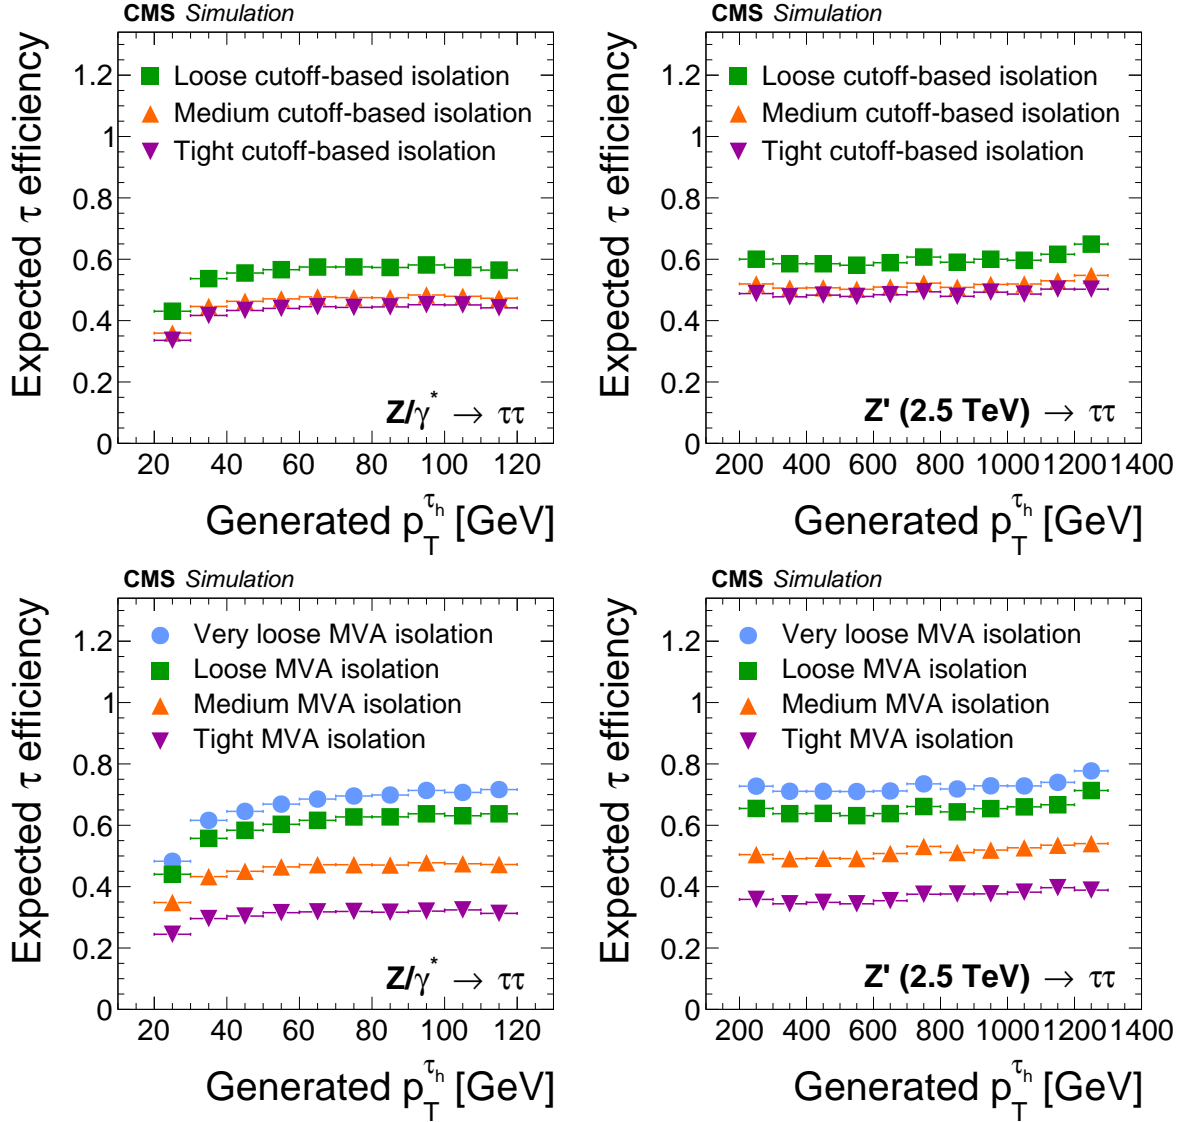 CMS Simulation
Expected τ efficiency
1.2
1
0.8
0.6
0.4
0.2
0
Loose cutoff-based isolation
Medium cutoff-based isolation
Tight cutoff-based isolation
Z/γ* → ττ
20 40 60 80 100 120
Generated p_T^τ_h [GeV]
CMS Simulation
Expected τ efficiency
1.2
1
0.8
0.6
0.4
0.2
0
Loose cutoff-based isolation
Medium cutoff-based isolation
Tight cutoff-based isolation
Z' (2.5 TeV) → ττ
200 400 600 800 1000 1200 1400
Generated p_T^τ_h [GeV]
CMS Simulation
Expected τ efficiency
1.2
1
0.8
0.6
0.4
0.2
0
Very loose MVA isolation
Loose MVA isolation
Medium MVA isolation
Tight MVA isolation
Z/γ* → ττ
20 40 60 80 100 120
Generated p_T^τ_h [GeV]
CMS Simulation
Expected τ efficiency
1.2
1
0.8
0.6
0.4
0.2
0
Very loose MVA isolation
Loose MVA isolation
Medium MVA isolation
Tight MVA isolation
Z' (2.5 TeV) → ττ
200 400 600 800 1000 1200 1400
Generated p_T^τ_h [GeV]